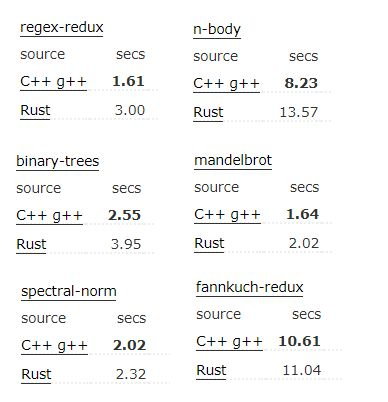 regex-redux
source secs
C++ g++ 1.61
Rust 3.00
n-body
source secs
C++ g++ 8.23
Rust 13.57
binary-trees
source secs
C++ g++ 2.55
Rust 3.95
mandelbrot
source secs
C++ g++ 1.64
Rust 2.02
spectral-norm
source secs
C++ g++ 2.02
Rust 2.32
fannkuch-redux
source secs
C++ g++ 10.61
Rust 11.04